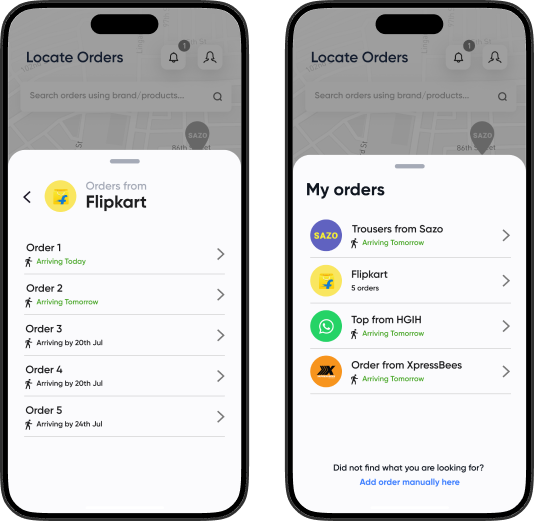 Locate Orders
1
Search orders using brand/products...
SAZO
86th Street
Orders from
Flipkart
Order 1
Arriving Today
Order 2
Arriving Tomorrow
Order 3
Arriving by 20th Jul
Order 4
Arriving by 20th Jul
Order 5
Arriving by 24th Jul
Locate Orders
1
Search orders using brand/products...
SAZO
86th Street
My orders
SAZO
Trousers from Sazo
Arriving Tomorrow
Flipkart
5 orders
Top from HGIH
Arriving Tomorrow
Order from XpressBees
Arriving Tomorrow
Did not find what you are looking for?
Add order manually here